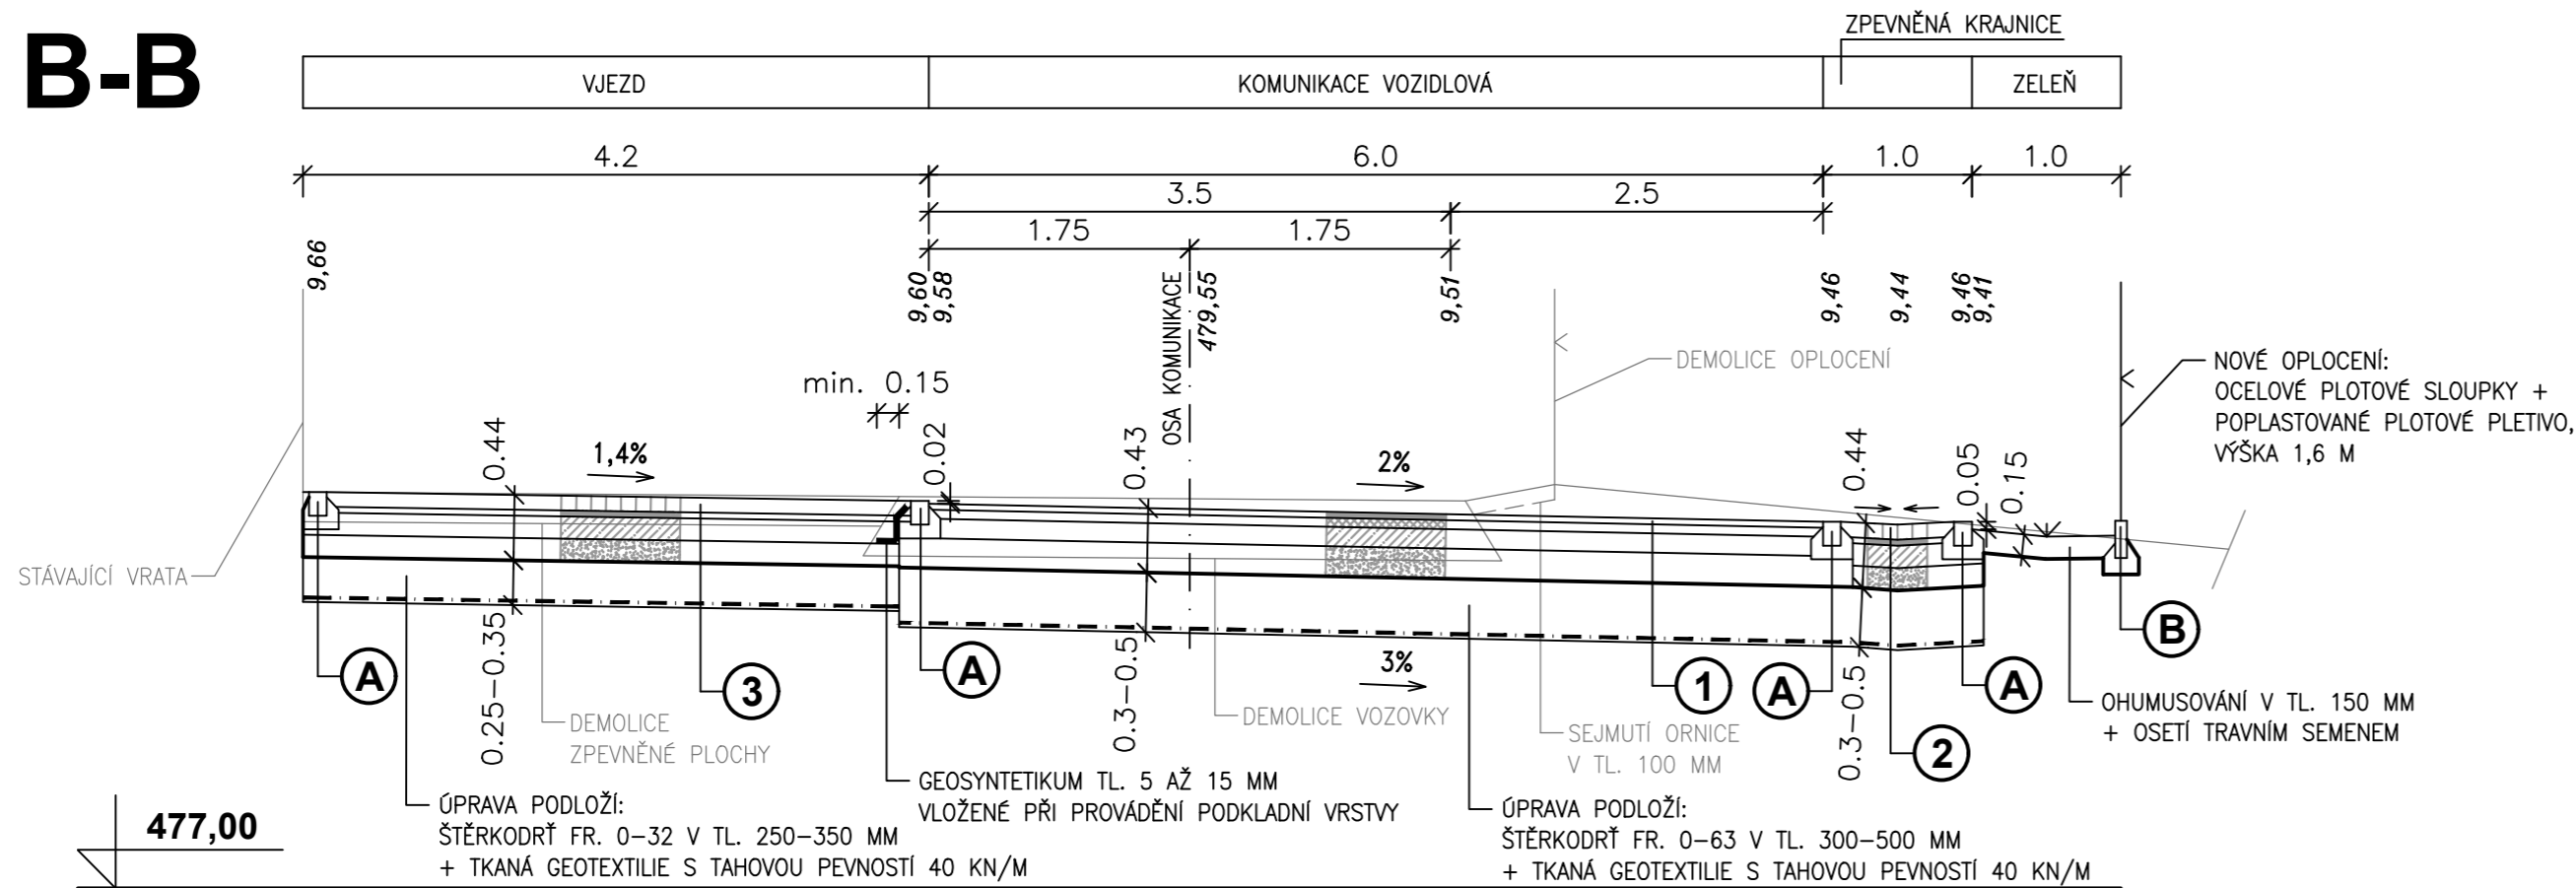 B-B
ZPEVNĚNÁ KRAJNICE
VJEZD
KOMUNIKACE VOZIDLOVÁ
ZELEŇ
4.2
6.0
1.0
1.0
3.5
2.5
1.75
1.75
9,66
9,60
9,58
OSA KOMUNIKACE
479,55
9,51
9,46
9,44
9,46
9,41
DEMOLICE OPLOCENÍ
NOVÉ OPLOCENÍ:
OCELOVÉ PLOTOVÉ SLOUPKY +
POPLASTOVANÉ PLOTOVÉ PLETIVO,
VÝŠKA 1,6 M
min. 0.15
0.44
1,4%
0.02
0.43
2%
0.44
0.05
0.15
STÁVAJÍCÍ VRATA
A
3
A
3%
1
A
A
B
2
0.25-0.35
0.3-0.5
0.3-0.5
DEMOLICE
ZPEVNĚNÉ PLOCHY
DEMOLICE VOZOVKY
SEJMUTÍ ORNICE
V TL. 100 MM
OHUMUSOVÁNÍ V TL. 150 MM
+ OSETÍ TRAVNÍM SEMENEM
GEOSYNTETIKUM TL. 5 AŽ 15 MM
VLOŽENÉ PŘI PROVÁDĚNÍ PODKLADNÍ VRSTVY
477,00
ÚPRAVA PODLOŽÍ:
ŠTĚRKODRŤ FR. 0-32 V TL. 250-350 MM
+ TKANÁ GEOTEXTILIE S TAHOVOU PEVNOSTÍ 40 KN/M
ÚPRAVA PODLOŽÍ:
ŠTĚRKODRŤ FR. 0-63 V TL. 300-500 MM
+ TKANÁ GEOTEXTILIE S TAHOVOU PEVNOSTÍ 40 KN/M